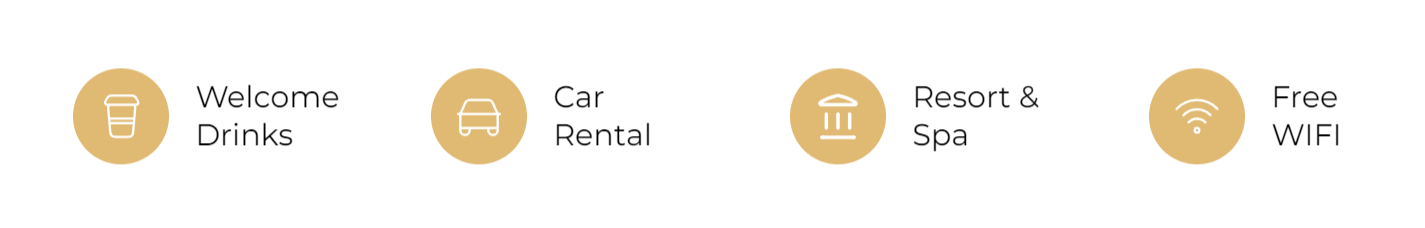 Welcome
Drinks
Car
Rental
Resort &
Spa
Free
WIFI